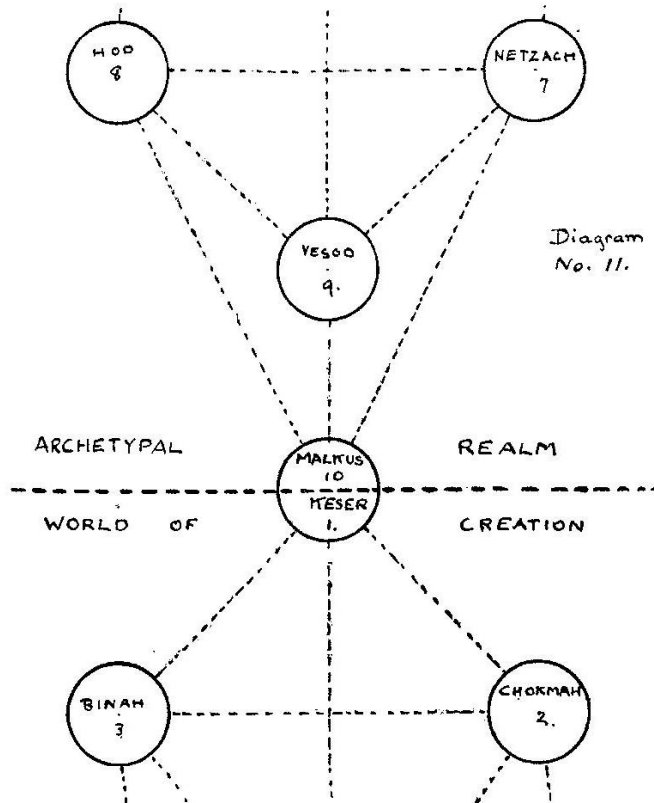 HOD
8
NETZACH
7
YESOD
9.
Diagram
No. 11.
ARCHETYPAL REALM
MALKUS
10
KESER
1.
WORLD OF CREATION
BINAH
3
CHOKMAH
2.